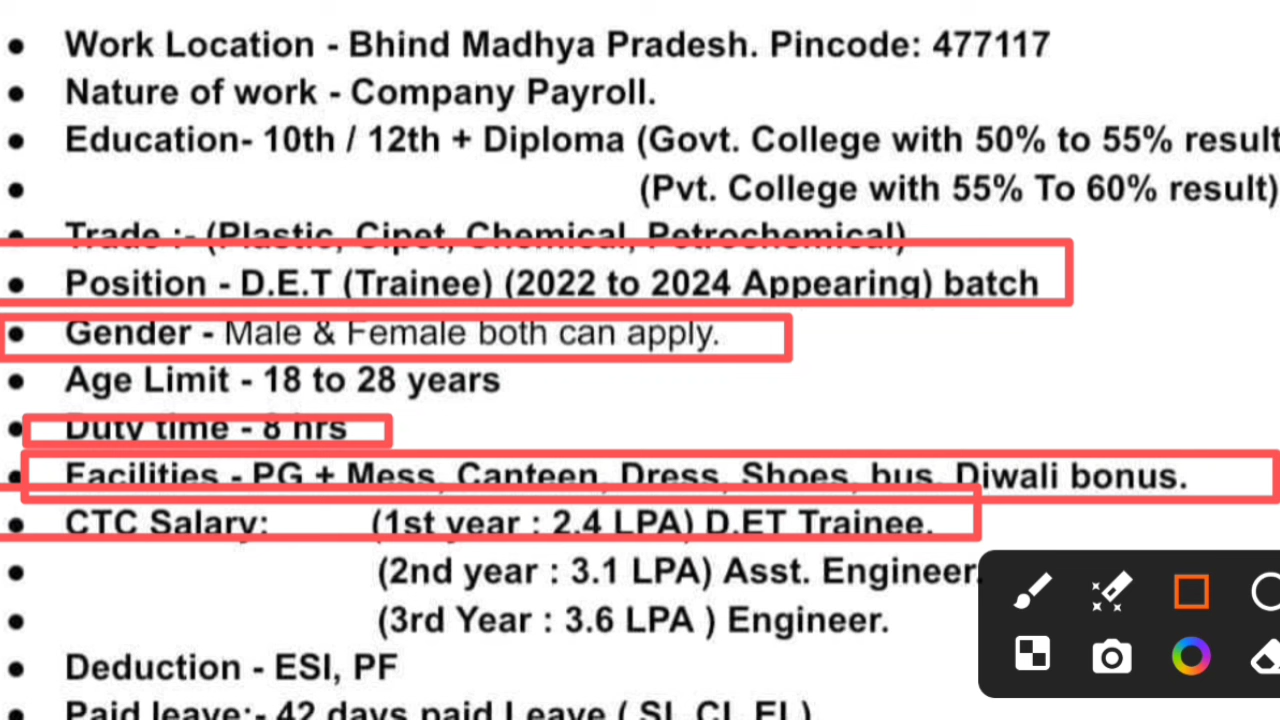 Work Location - Bhind Madhya Pradesh. Pincode: 477117
Nature of work - Company Payroll.
Education- 10th / 12th + Diploma (Govt. College with 50% to 55% result
(Pvt. College with 55% To 60% result)
Trade :- (Plastic, Cipet, Chemical, Petrochemical)
Position - D.E.T (Trainee) (2022 to 2024 Appearing) batch
Gender - Male & Female both can apply.
Age Limit - 18 to 28 years
Duty time - 8 hrs
Facilities - PG + Mess, Canteen, Dress, Shoes, bus, Diwali bonus.
CTC Salary: (1st year : 2.4 LPA) D.ET Trainee.
(2nd year : 3.1 LPA) Asst. Engineer.
(3rd Year : 3.6 LPA ) Engineer.
Deduction - ESI, PF
Paid leave:- 42 days paid Leave ( SL CL EL)